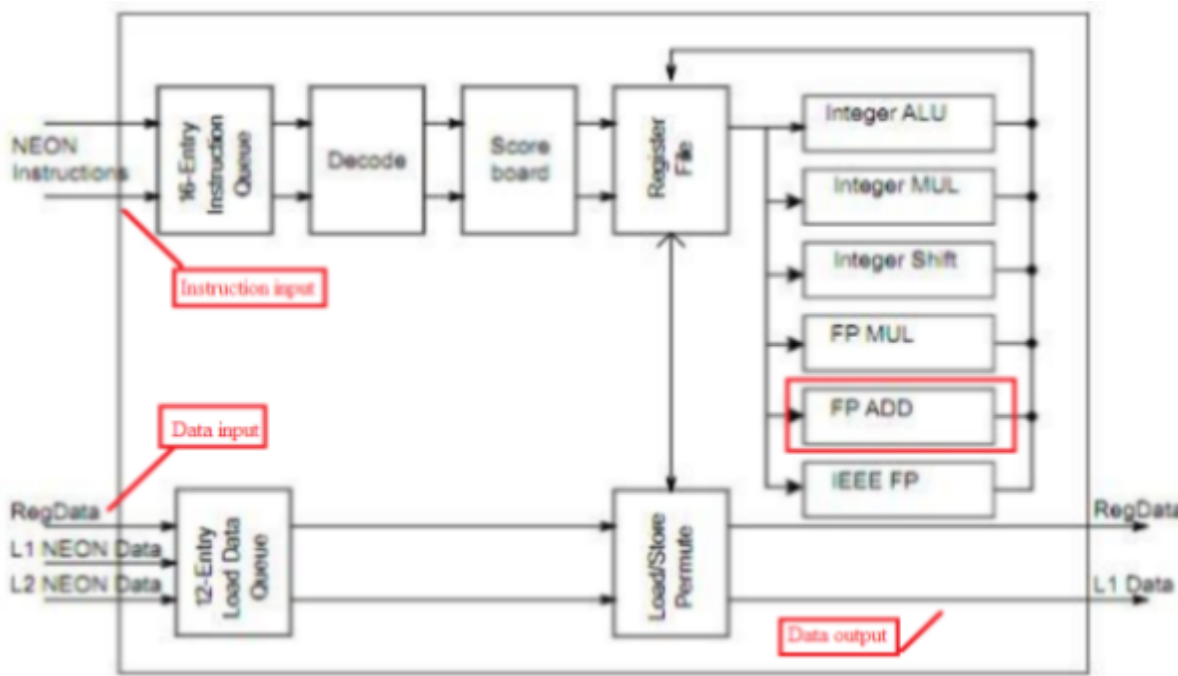 NEON
Instructions
16-Entry
Instruction
Queue
Decode
Score
board
Register
File
Integer ALU
Integer MUL
Integer Shift
FP MUL
FP ADD
IEEE FP
Instruction input
Data input
RegData
L1 NEON Data
L2 NEON Data
12-Entry
Load Data
Queue
Load/Store
Permute
RegData
L1 Data
Data output